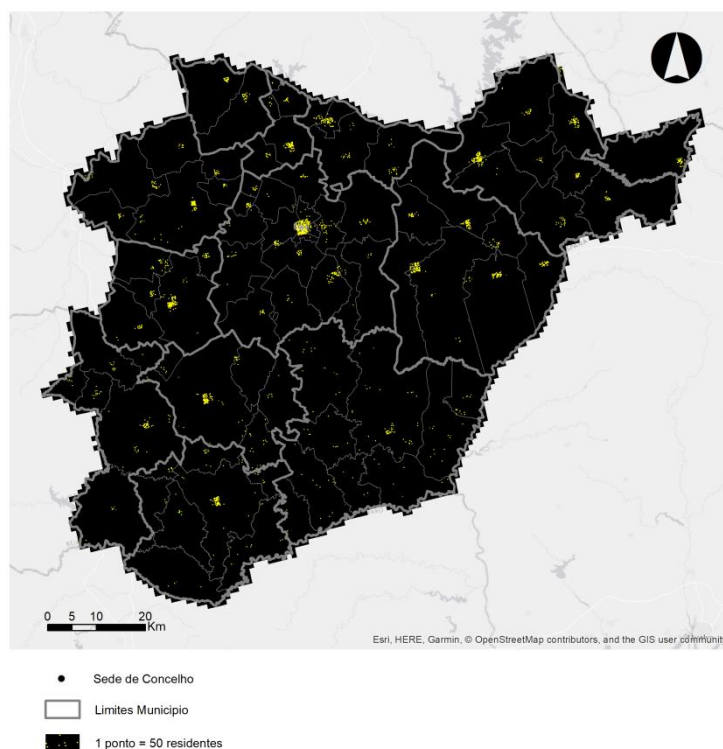 0 5 10 20
Km
Esri, HERE, Garmin, © OpenStreetMap contributors, and the GIS user communit
Sede de Concelho
Limites Municipio
1 ponto = 50 residentes